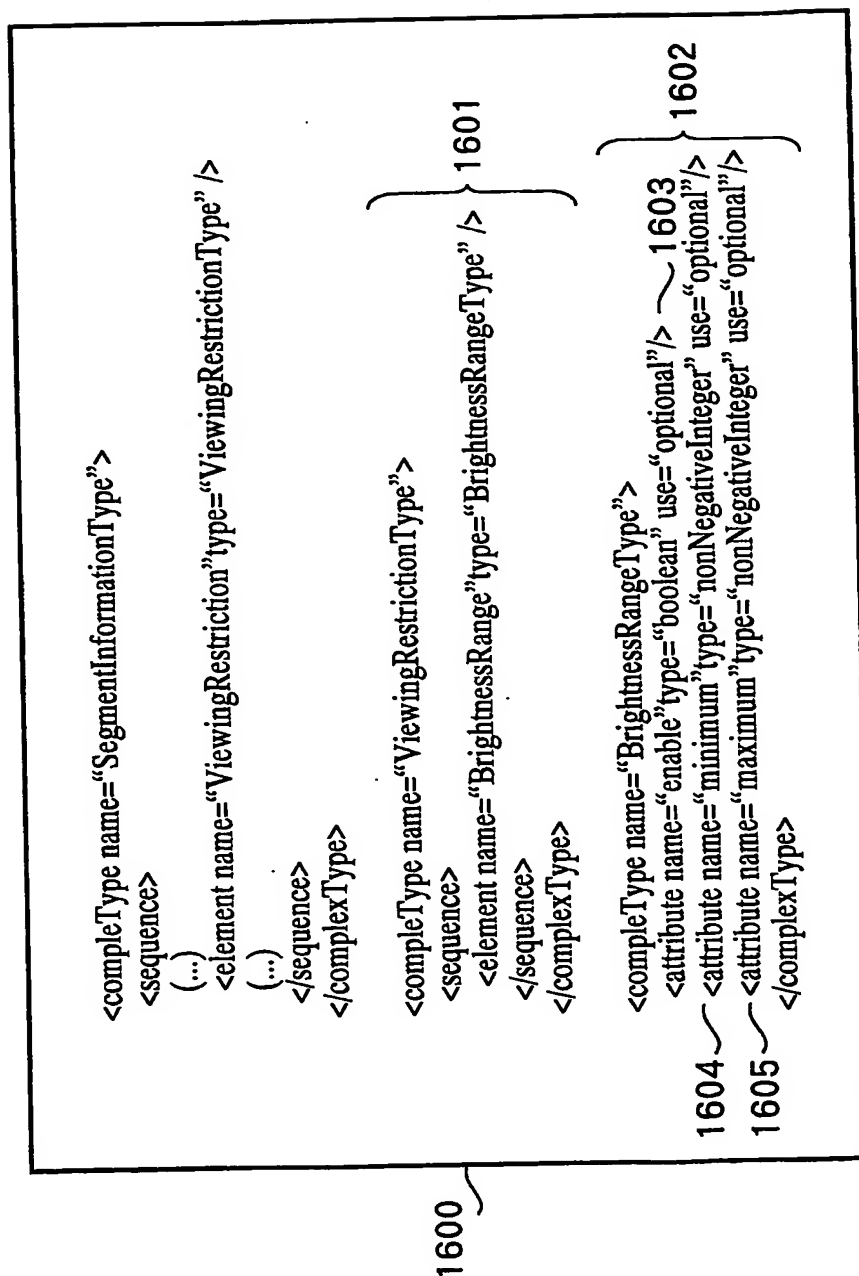 1600
<compleType name=“SegmentInformationType”>
<sequence>
(...)
<element name=“ViewingRestriction”type=“ViewingRestrictionType” />
(...)
</sequence>
</complexType>
<compleType name=“ViewingRestrictionType”>
<sequence>
<element name=“BrightnessRange”type=“BrightnessRangeType” />
</sequence>
</complexType>
1601
<compleType name=“BrightnessRangeType”>
<attribute name=“enable”type=“boolean” use=“optional”/> 1603
1604 <attribute name=“minimum”type=“nonNegativeInteger” use=“optional”/>
1605 <attribute name=“maximum”type=“nonNegativeInteger” use=“optional”/>
</complexType>
1602